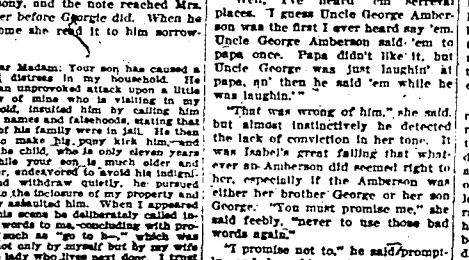 ony, and the note reached Mrs.
er before Georgie did. When he
ome she read it to him sorrow-
ar Madam: Your son has caused a
distress in my household. He
an unprovoked attack upon a little
of mine who is visiting in my
old, insulted him by calling him
names and falsehoods, stating that
of his family were in jail. He then
o make his pony kick him, and
the child, who is only eleven years
while your son is much older and
r, endeavored to avoid his indigni-
nd withdraw quietly, he pursued
the inclosure of my property and
y assaulted him. When I appeared
is scene he deliberately called in-
words to me, concluding with pro-
such as "go to h—," which was
not only by myself but by my wife
lady who lives next door. I trust
places. I guess Uncle George Amber-
son was the first I ever heard say 'em.
Uncle George Amberson said 'em to
papa once. Papa didn't like it, but
Uncle George was just laughin' at
papa, an' then he said 'em while he
was laughin'."
"That was wrong of him," she said,
but almost instinctively he detected
the lack of conviction in her tone. It
was Isabel's great failing that what-
ever an Amberson did seemed right to
her, especially if the Amberson was
either her brother George or her son
George. "You must promise me," she
said feebly, "never to use those bad
words again."
"I promise not to," he said prompt-